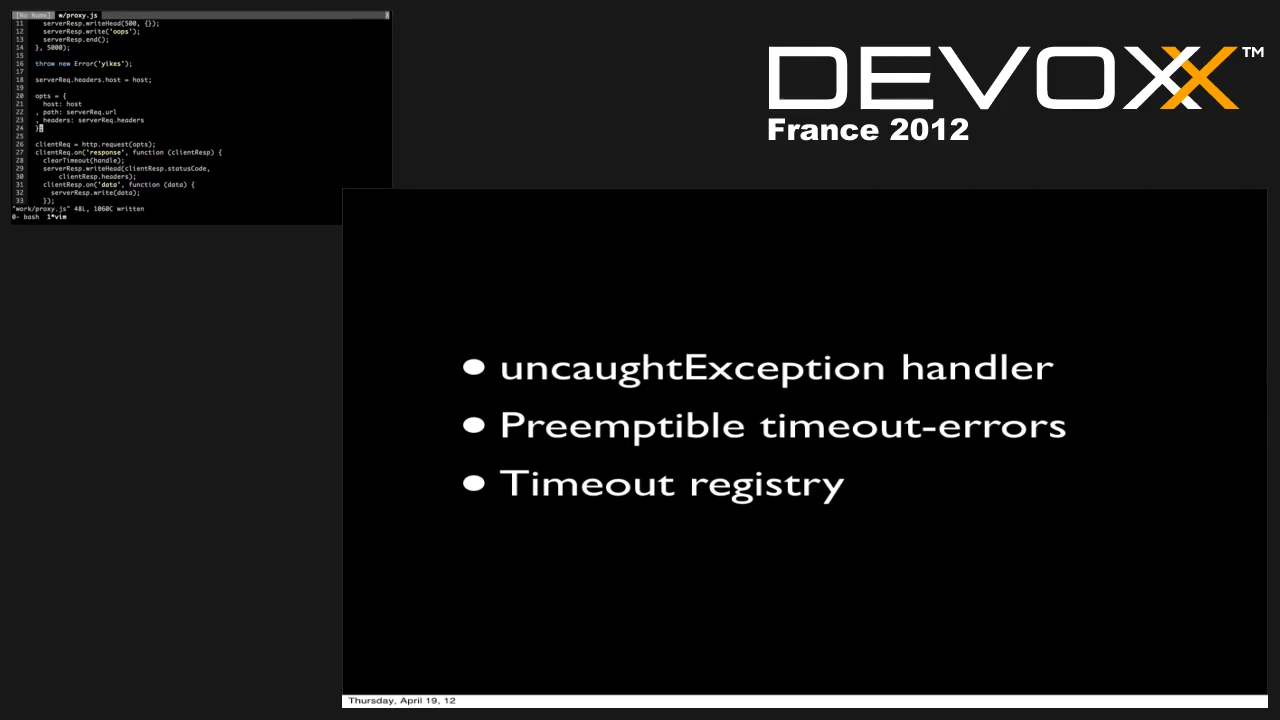 [No Name] w/proxy.js X
11 serverResp.writeHead(500, {});
12 serverResp.write('oops');
13 serverResp.end();
14 }, 5000);
15
16 throw new Error('yikes');
17
18 serverReq.headers.host = host;
19
20 opts = {
21 host: host
22 , path: serverReq.url
23 , headers: serverReq.headers
24 }
25
26 clientReq = http.request(opts);
27 clientReq.on('response', function (clientResp) {
28 clearTimeout(handle);
29 serverResp.writeHead(clientResp.statusCode,
30 clientResp.headers);
31 clientResp.on('data', function (data) {
32 serverResp.write(data);
33 });
"work/proxy.js" 48L, 1060C written
0- bash 1*vim
DEVOXX™
France 2012
• uncaughtException handler
• Preemptible timeout-errors
• Timeout registry
Thursday, April 19, 12